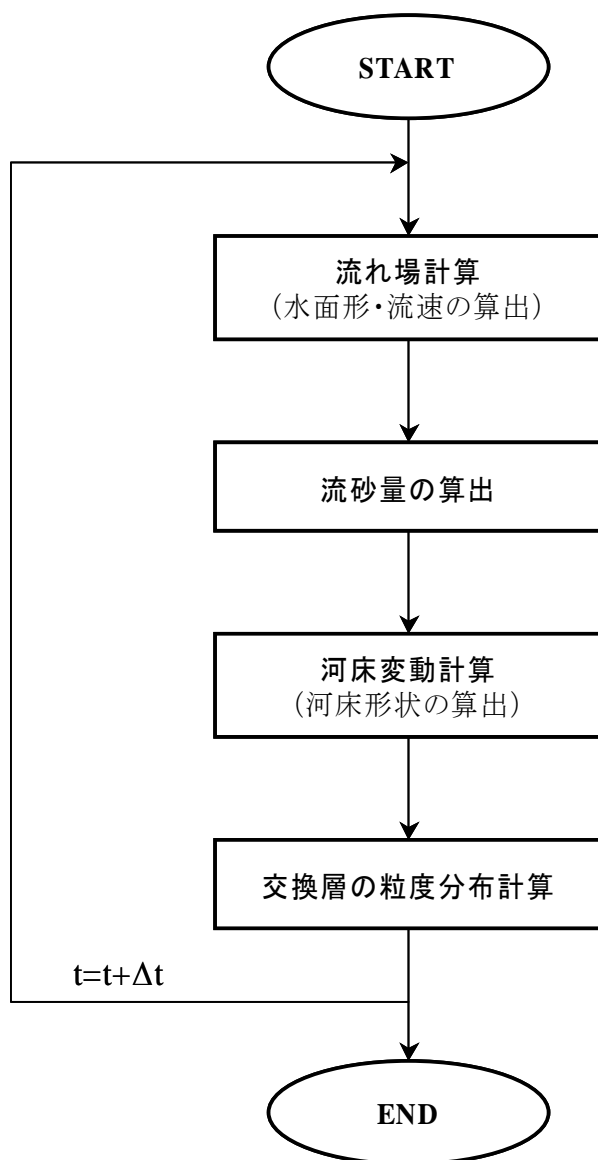 START
流れ場計算
（水面形・流速の算出）
流砂量の算出
河床変動計算
（河床形状の算出）
交換層の粒度分布計算
t=t+Δt
END